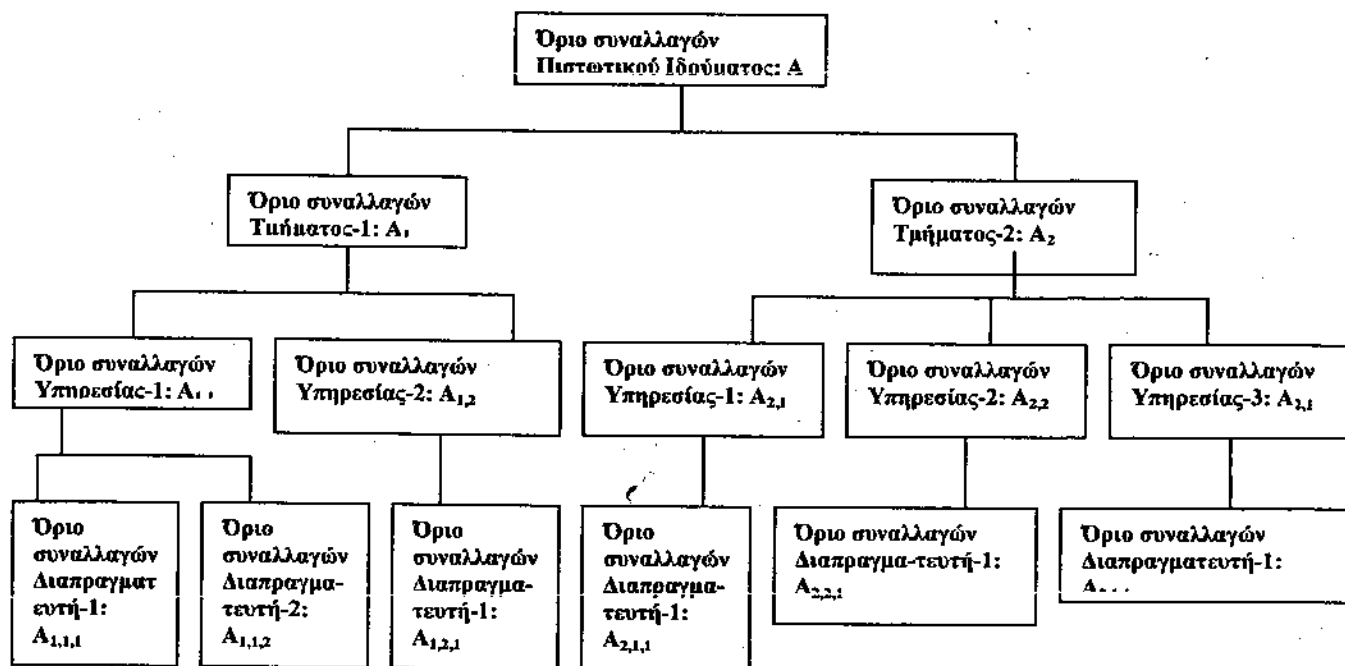 Όριο συναλλαγών
Πιστωτικού Ιδρύματος: Α
Όριο συναλλαγών
Τμήματος-1: Α₁
Όριο συναλλαγών
Τμήματος-2: Α₂
Όριο συναλλαγών
Υπηρεσίας-1:
Όριο συναλλαγών
Υπηρεσίας-2: Α₁,₂
Όριο συναλλαγών
Υπηρεσίας-1: Α₂,₁
Όριο συναλλαγών
Υπηρεσίας-2: Α₂,₂
Όριο συναλλαγών
Υπηρεσίας-3: Α₂,₁
Όριο
συναλλαγών
Διαπραγματ
ευτή-1:
Α₁,₁,₁
Όριο
συναλλαγών
Διαπραγμα-
τευτή-2:
Α₁,₁,₂
Όριο
συναλλαγών
Διαπραγμα-
τευτή-1:
Α₁,₂,₁
Όριο
συναλλαγών
Διαπραγμα-
τευτή-1:
Α₂,₁,₁
Όριο συναλλαγών
Διαπραγμα-τευτή-1:
Α₂,₂,₁
Όριο συναλλαγών
Διαπραγματευτή-1: